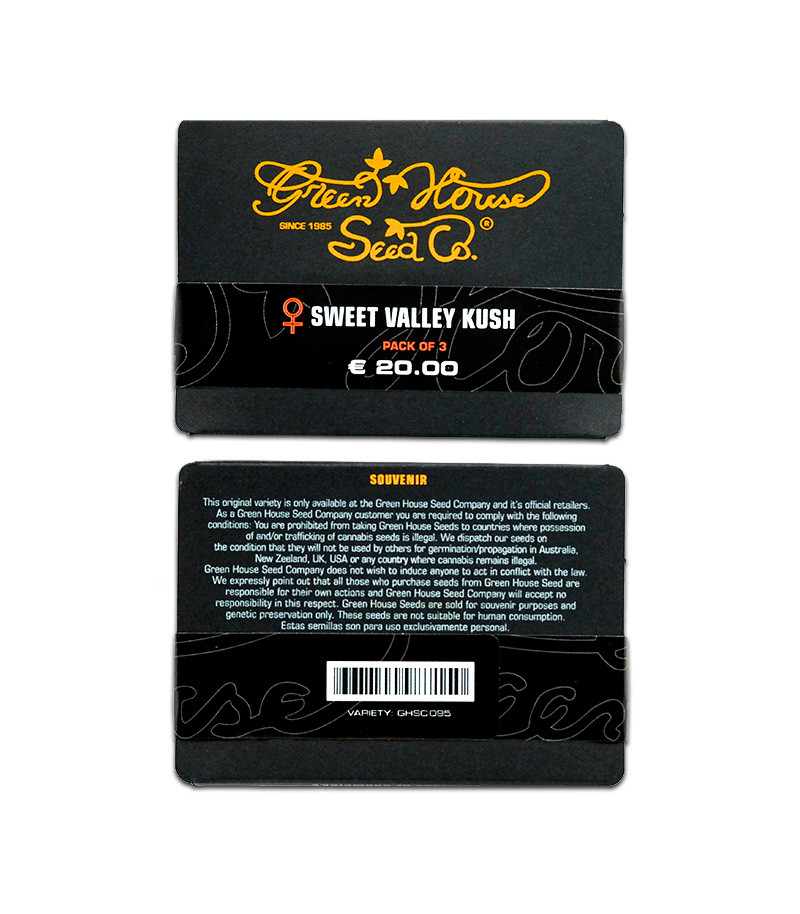 Green House
SINCE 1985
Seed Co.®
SWEET VALLEY KUSH
PACK OF 3
€ 20.00
SOUVENIR
This original variety is only available at the Green House Seed Company and it's official retailers.
As a Green House Seed Company customer you are required to comply with the following
conditions: You are prohibited from taking Green House Seeds to countries where possession
of and/or trafficking of cannabis seeds is illegal. We dispatch our seeds on
the condition that they will not be used by others for germination/propagation in Australia,
New Zeeland, UK, USA or any country where cannabis remains illegal.
Green House Seed Company does not wish to induce anyone to act in conflict with the law.
We expressly point out that all those who purchase seeds from Green House Seed are
responsible for their own actions and Green House Seed Company will accept no
responsibility in this respect. Green House Seeds are sold for souvenir purposes and
genetic preservation only. These seeds are not suitable for human consumption.
Estas semillas son para uso exclusivamente personal.
VARIETY: GHSC095